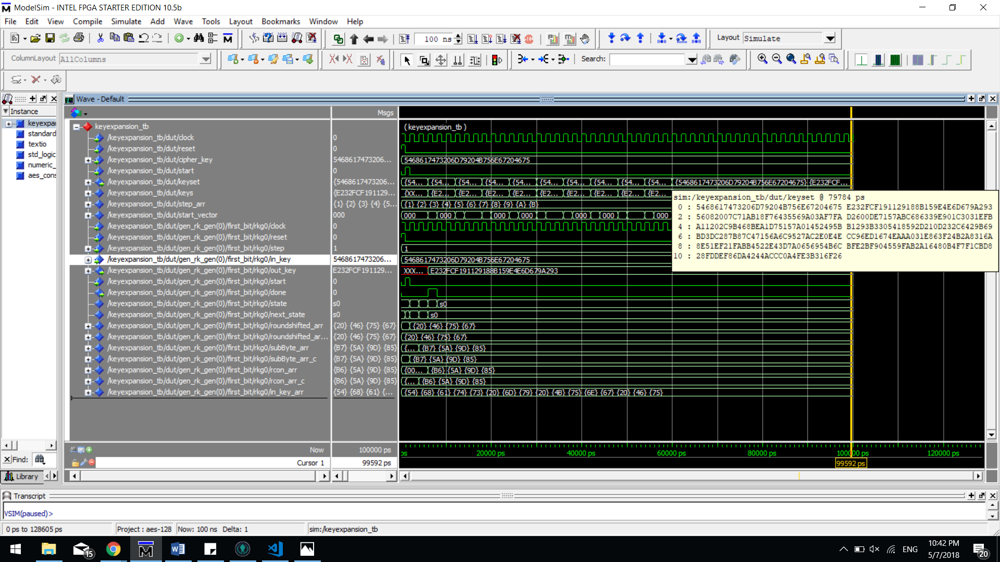 ModelSim - INTEL FPGA STARTER EDITION 10.5b
File Edit View Compile Simulate Add Wave Tools Layout Bookmarks Window Help
100 ns Layout Simulate
ColumnLayout AllColumns Search:
Wave - Default
Instance Msgs
keyexpa
standard
textio
std_logic
numeric_
aes_cons
keyexpansion_tb ( keyexpansion_tb )
/keyexpansion_tb/dut/clock 0
/keyexpansion_tb/dut/reset 0
/keyexpansion_tb/dut/cipher_key 5468617473206... 5468617473206D79204B756E67204675
/keyexpansion_tb/dut/start 0
/keyexpansion_tb/dut/keyset {5468617473206... {54... {54... {54... {54... {54... {54... {54... {54... {54... {54... {5468617473206D79204B756E67204675} {E232FCF...
/keyexpansion_tb/dut/keys {E232FCF191129... {XX... {E2... {E2... {E2... {E2... {E2... {E2... {E2... {E2... {E2...
/keyexpansion_tb/dut/step_arr {1} {2} {3} {4} {5... {1} {2} {3} {4} {5} {6} {7} {8} {9} {A} {B}
/keyexpansion_tb/dut/start_vector 000 000 000 000 000 000 000 000
/keyexpansion_tb/dut/gen_rk_gen(0)/first_bit/rkg0/clock 0
/keyexpansion_tb/dut/gen_rk_gen(0)/first_bit/rkg0/reset 0
/keyexpansion_tb/dut/gen_rk_gen(0)/first_bit/rkg0/step 1 1
/keyexpansion_tb/dut/gen_rk_gen(0)/first_bit/rkg0/in_key 5468617473206... 5468617473206D79204B756E67204675
/keyexpansion_tb/dut/gen_rk_gen(0)/first_bit/rkg0/out_key E232FCF191129... XXX... E232FCF191129188B159E4E6D679A293
/keyexpansion_tb/dut/gen_rk_gen(0)/first_bit/rkg0/start 0
/keyexpansion_tb/dut/gen_rk_gen(0)/first_bit/rkg0/done 0
/keyexpansion_tb/dut/gen_rk_gen(0)/first_bit/rkg0/state s0 s0
/keyexpansion_tb/dut/gen_rk_gen(0)/first_bit/rkg0/next_state s0 s0
/keyexpansion_tb/dut/gen_rk_gen(0)/first_bit/rkg0/roundshifted_arr {20} {46} {75} {67} {20} {46} {75} {67}
/keyexpansion_tb/dut/gen_rk_gen(0)/first_bit/rkg0/roundshifted_ar... {20} {46} {75} {67} {20} {46} {75} {67}
/keyexpansion_tb/dut/gen_rk_gen(0)/first_bit/rkg0/subByte_arr {B7} {5A} {9D} {85} {... {B7} {5A} {9D} {85}
/keyexpansion_tb/dut/gen_rk_gen(0)/first_bit/rkg0/subByte_arr_c {B7} {5A} {9D} {85} {B7} {5A} {9D} {85}
/keyexpansion_tb/dut/gen_rk_gen(0)/first_bit/rkg0/rcon_arr {B6} {5A} {9D} {85} {00... {B6} {5A} {9D} {85}
/keyexpansion_tb/dut/gen_rk_gen(0)/first_bit/rkg0/rcon_arr_c {B6} {5A} {9D} {85} {... {B6} {5A} {9D} {85}
/keyexpansion_tb/dut/gen_rk_gen(0)/first_bit/rkg0/in_key_arr {54} {68} {61} {... {54} {68} {61} {74} {73} {20} {6D} {79} {20} {4B} {75} {6E} {67} {20} {46} {75}
sim:/keyexpansion_tb/dut/keyset @ 79784 ps
0 : 5468617473206D79204B756E67204675 E232FCF191129188B159E4E6D679A293
2 : 56082007C71AB18F76435569A03AF7FA D2600DE7157ABC686339E901C3031EFB
4 : A11202C9B468BEA1D75157A01452495B B1293B3305418592D210D232C6429B69
6 : BD3DC287B87C47156A6C9527AC2E0E4E CC96ED1674EAAA031E863F24B2A8316A
8 : 8E51EF21FABB4522E43D7A0656954B6C BFE2BF904559FAB2A16480B4F7F1CBD8
10 : 28FDDEF86DA4244ACCC0A4FE3B316F26
Now 100000 ps ps 20000 ps 40000 ps 60000 ps 80000 ps 100000 ps 120000 ps
Find: Cursor 1 99592 ps 99592 ps
Library
Transcript
VSIM(paused)>
0 ps to 128605 ps Project : aes-128 Now: 100 ns Delta: 1 sim:/keyexpansion_tb
15 ENG 10:42 PM
5/7/2018 20